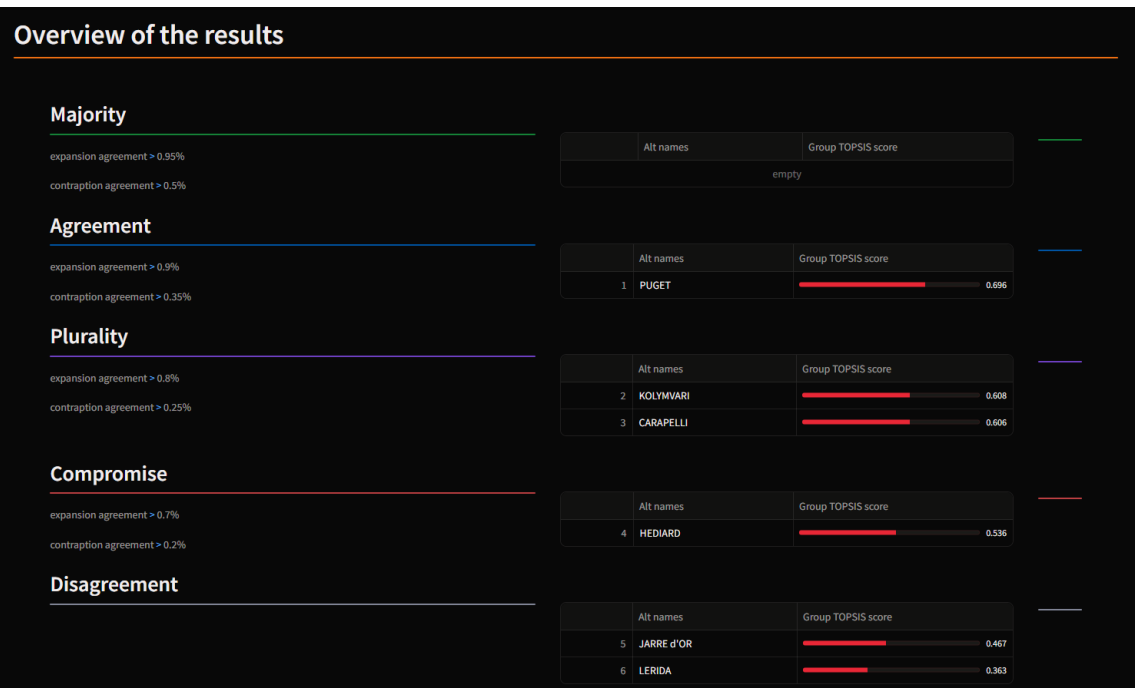 Overview of the results
Majority
expansion agreement > 0.95%
contraption agreement > 0.5%
Alt names Group TOPSIS score
empty
Agreement
expansion agreement > 0.9%
contraption agreement > 0.35%
Alt names Group TOPSIS score
1 PUGET 0.696
Plurality
expansion agreement > 0.8%
contraption agreement > 0.25%
Alt names Group TOPSIS score
2 KOLYMVARI 0.608
3 CARAPELLI 0.606
Compromise
expansion agreement > 0.7%
contraption agreement > 0.2%
Alt names Group TOPSIS score
4 HEDIARD 0.536
Disagreement
Alt names Group TOPSIS score
5 JARRE d'OR 0.467
6 LERIDA 0.363